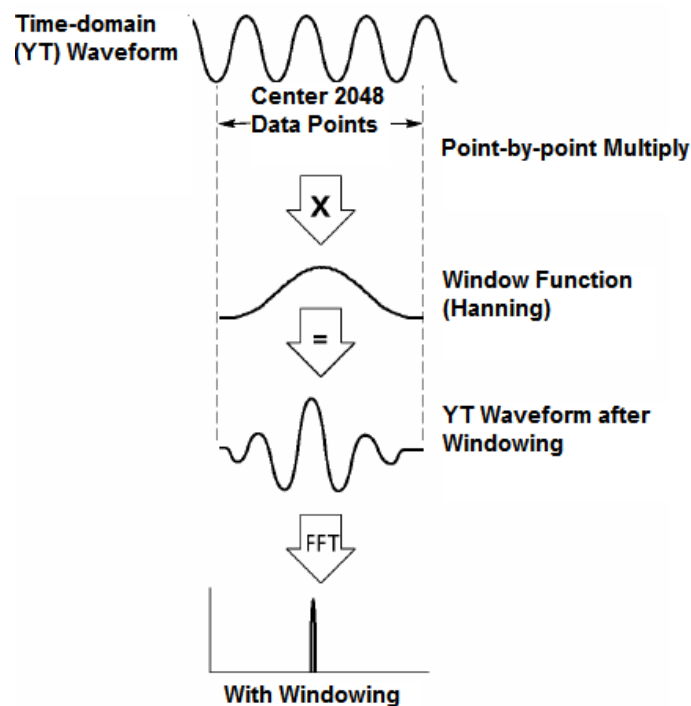 Time-domain
(YT) Waveform
Center 2048
Data Points
Point-by-point Multiply
X
Window Function
(Hanning)
=
YT Waveform after
Windowing
FFT
With Windowing